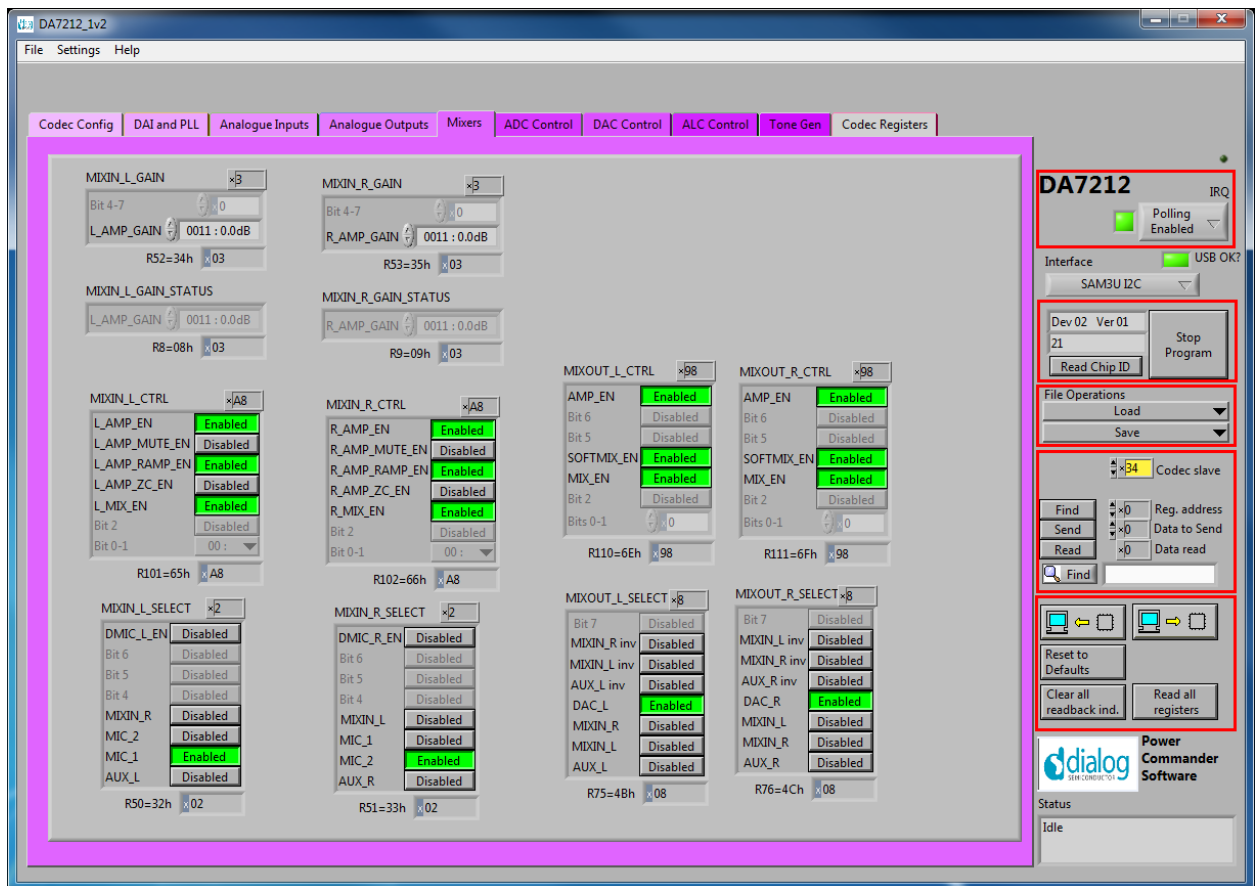 DA7212_1v2
File Settings Help
Codec Config DAI and PLL Analogue Inputs Analogue Outputs Mixers ADC Control DAC Control ALC Control Tone Gen Codec Registers
MIXIN_L_GAIN x3
Bit 4-7 x0
L_AMP_GAIN 0011 : 0.0dB
R52=34h x03
MIXIN_L_GAIN_STATUS
L_AMP_GAIN 0011 : 0.0dB
R8=08h x03
MIXIN_L_CTRL xA8
L_AMP_EN Enabled
L_AMP_MUTE_EN Disabled
L_AMP_RAMP_EN Enabled
L_AMP_ZC_EN Disabled
L_MIX_EN Enabled
Bit 2 Disabled
Bit 0-1 00 :
R101=65h xA8
MIXIN_L_SELECT x2
DMIC_L_EN Disabled
Bit 6 Disabled
Bit 5 Disabled
Bit 4 Disabled
MIXIN_R Disabled
MIC_2 Disabled
MIC_1 Enabled
AUX_L Disabled
R50=32h x02
MIXIN_R_GAIN x3
Bit 4-7 x0
R_AMP_GAIN 0011 : 0.0dB
R53=35h x03
MIXIN_R_GAIN_STATUS
R_AMP_GAIN 0011 : 0.0dB
R9=09h x03
MIXIN_R_CTRL xA8
R_AMP_EN Enabled
R_AMP_MUTE_EN Disabled
R_AMP_RAMP_EN Enabled
R_AMP_ZC_EN Disabled
R_MIX_EN Enabled
Bit 2 Disabled
Bit 0-1 00 :
R102=66h xA8
MIXIN_R_SELECT x2
DMIC_R_EN Disabled
Bit 6 Disabled
Bit 5 Disabled
Bit 4 Disabled
MIXIN_L Disabled
MIC_1 Disabled
MIC_2 Enabled
AUX_R Disabled
R51=33h x02
MIXOUT_L_CTRL x98
AMP_EN Enabled
Bit 6 Disabled
Bit 5 Disabled
SOFTMIX_EN Enabled
MIX_EN Enabled
Bit 2 Disabled
Bits 0-1 x0
R110=6Eh x98
MIXOUT_L_SELECT x8
Bit 7 Disabled
MIXIN_R inv Disabled
MIXIN_L inv Disabled
AUX_L inv Disabled
DAC_L Enabled
MIXIN_R Disabled
MIXIN_L Disabled
AUX_L Disabled
R75=4Bh x08
MIXOUT_R_CTRL x98
AMP_EN Enabled
Bit 6 Disabled
Bit 5 Disabled
SOFTMIX_EN Enabled
MIX_EN Enabled
Bit 2 Disabled
Bits 0-1 x0
R111=6Fh x98
MIXOUT_R_SELECT x8
Bit 7 Disabled
MIXIN_L inv Disabled
MIXIN_R inv Disabled
AUX_R inv Disabled
DAC_R Enabled
MIXIN_L Disabled
MIXIN_R Disabled
AUX_R Disabled
R76=4Ch x08
DA7212 IRQ
Polling
Enabled
Interface USB OK?
SAM3U I2C
Dev 02 Ver 01
21
Read Chip ID
Stop
Program
File Operations
Load
Save
x34 Codec slave
Find x0 Reg. address
Send x0 Data to Send
Read x0 Data read
Find
Reset to
Defaults
Clear all
readback ind.
Read all
registers
dialog
SEMICONDUCTOR
Power
Commander
Software
Status
Idle